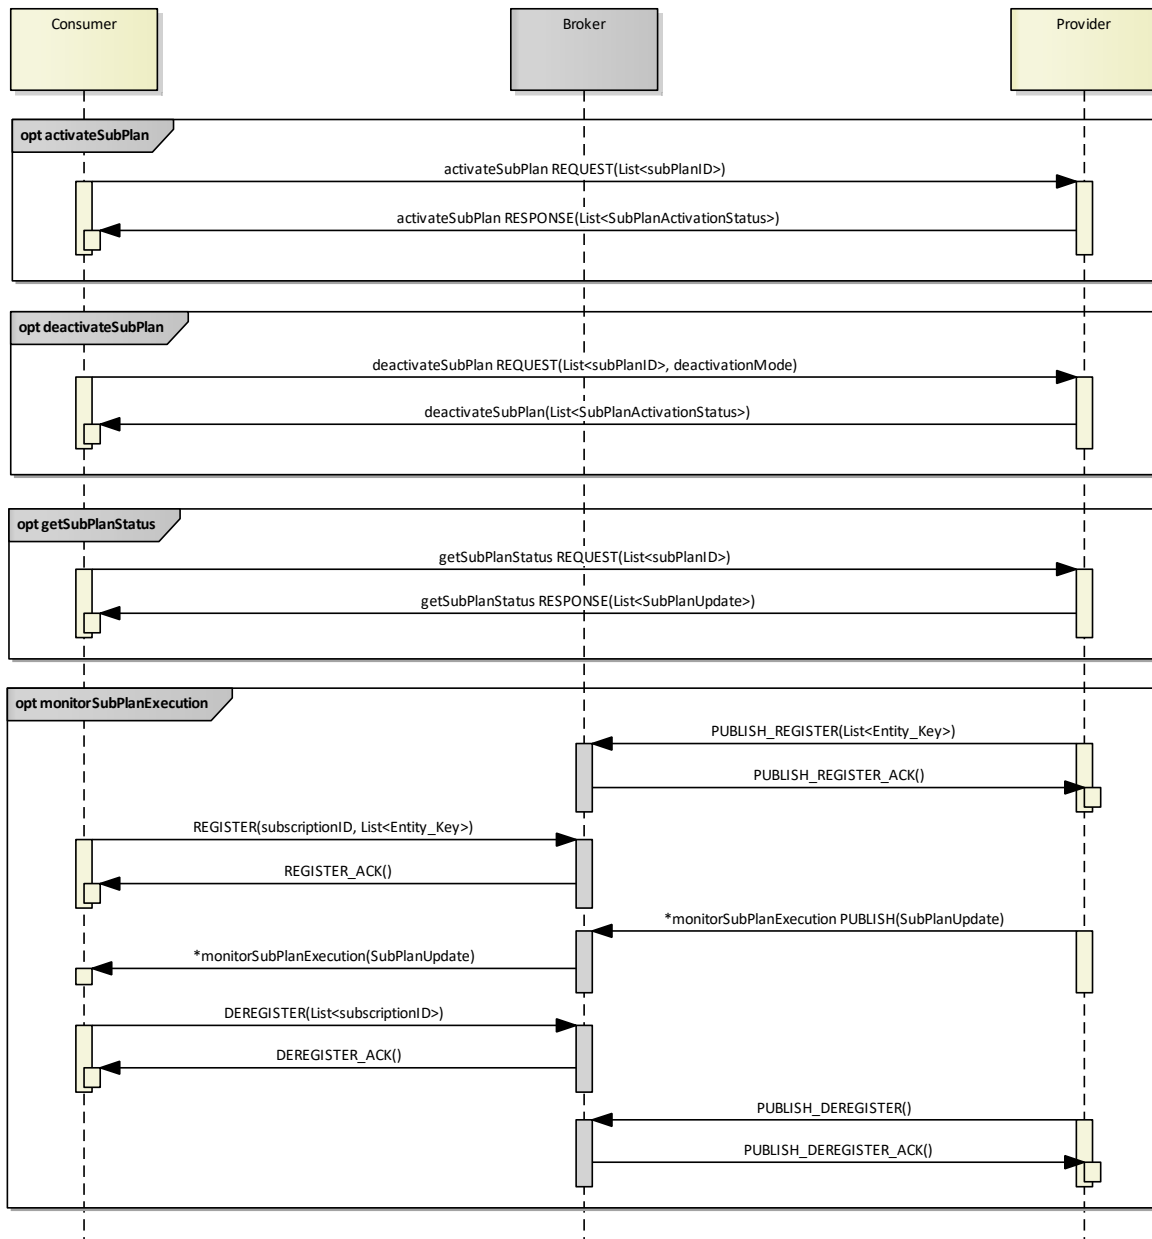 Consumer
Broker
Provider
opt activateSubPlan
activateSubPlan REQUEST(List<subPlanID>)
activateSubPlan RESPONSE(List<SubPlanActivationStatus>)
opt deactivateSubPlan
deactivateSubPlan REQUEST(List<subPlanID>, deactivationMode)
deactivateSubPlan(List<SubPlanActivationStatus>)
opt getSubPlanStatus
getSubPlanStatus REQUEST(List<subPlanID>)
getSubPlanStatus RESPONSE(List<SubPlanUpdate>)
opt monitorSubPlanExecution
PUBLISH_REGISTER(List<Entity_Key>)
PUBLISH_REGISTER_ACK()
REGISTER(subscriptionID, List<Entity_Key>)
REGISTER_ACK()
*monitorSubPlanExecution PUBLISH(SubPlanUpdate)
*monitorSubPlanExecution(SubPlanUpdate)
DEREGISTER(List<subscriptionID>)
DEREGISTER_ACK()
PUBLISH_DEREGISTER()
PUBLISH_DEREGISTER_ACK()